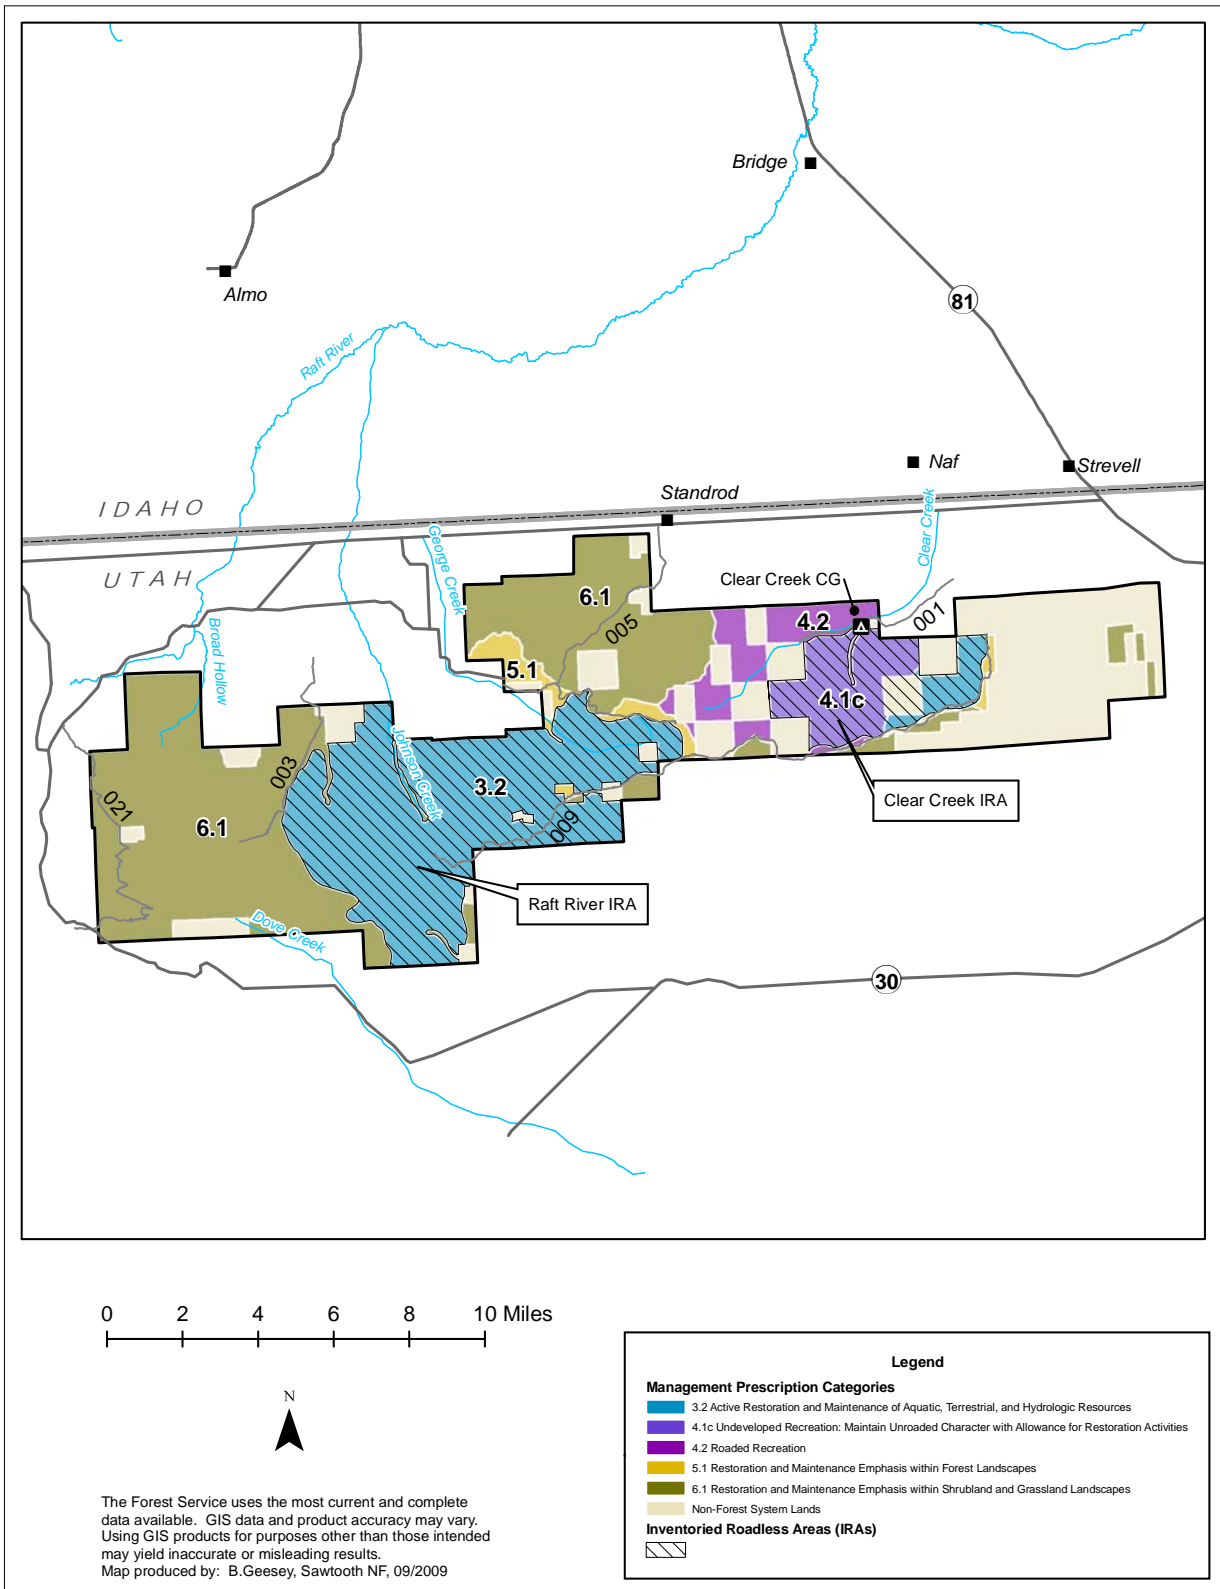 Bridge
Almo
81
Raft River
Naf
Strevell
Standrod
IDAHO
George Creek
Clear Creek
UTAH
Clear Creek CG
6.1
001
4.2
005
Broad Hollow
5.1
4.1c
Johnson Creek
003
3.2
Clear Creek IRA
021
6.1
009
Raft River IRA
Dove Creek
30
0 2 4 6 8 10 Miles
N
The Forest Service uses the most current and complete
data available. GIS data and product accuracy may vary.
Using GIS products for purposes other than those intended
may yield inaccurate or misleading results.
Map produced by: B.Geesey, Sawtooth NF, 09/2009
Legend
Management Prescription Categories
3.2 Active Restoration and Maintenance of Aquatic, Terrestrial, and Hydrologic Resources
4.1c Undeveloped Recreation: Maintain Unroaded Character with Allowance for Restoration Activities
4.2 Roaded Recreation
5.1 Restoration and Maintenance Emphasis within Forest Landscapes
6.1 Restoration and Maintenance Emphasis within Shrubland and Grassland Landscapes
Non-Forest System Lands
Inventoried Roadless Areas (IRAs)